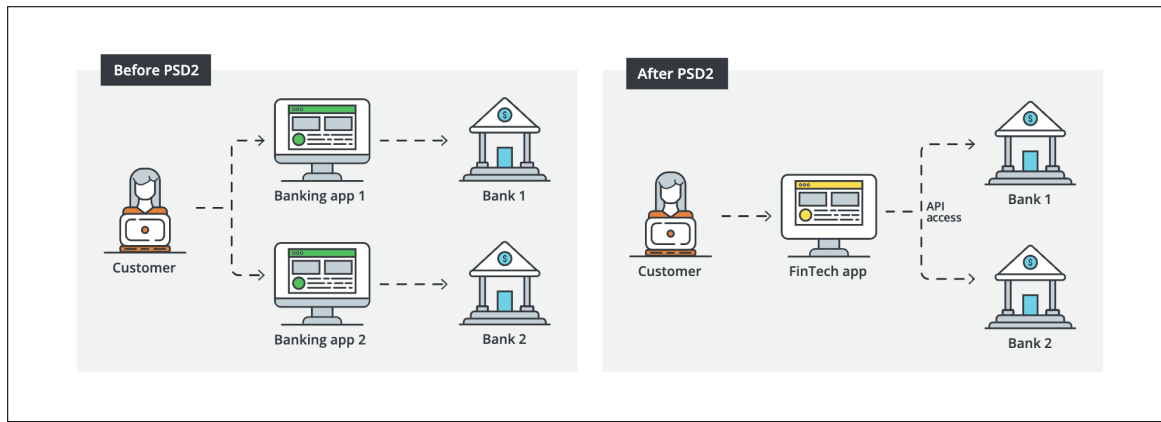 Before PSD2
Banking app 1
Bank 1
Customer
Banking app 2
Bank 2
After PSD2
Bank 1
API
access
Customer
FinTech app
Bank 2